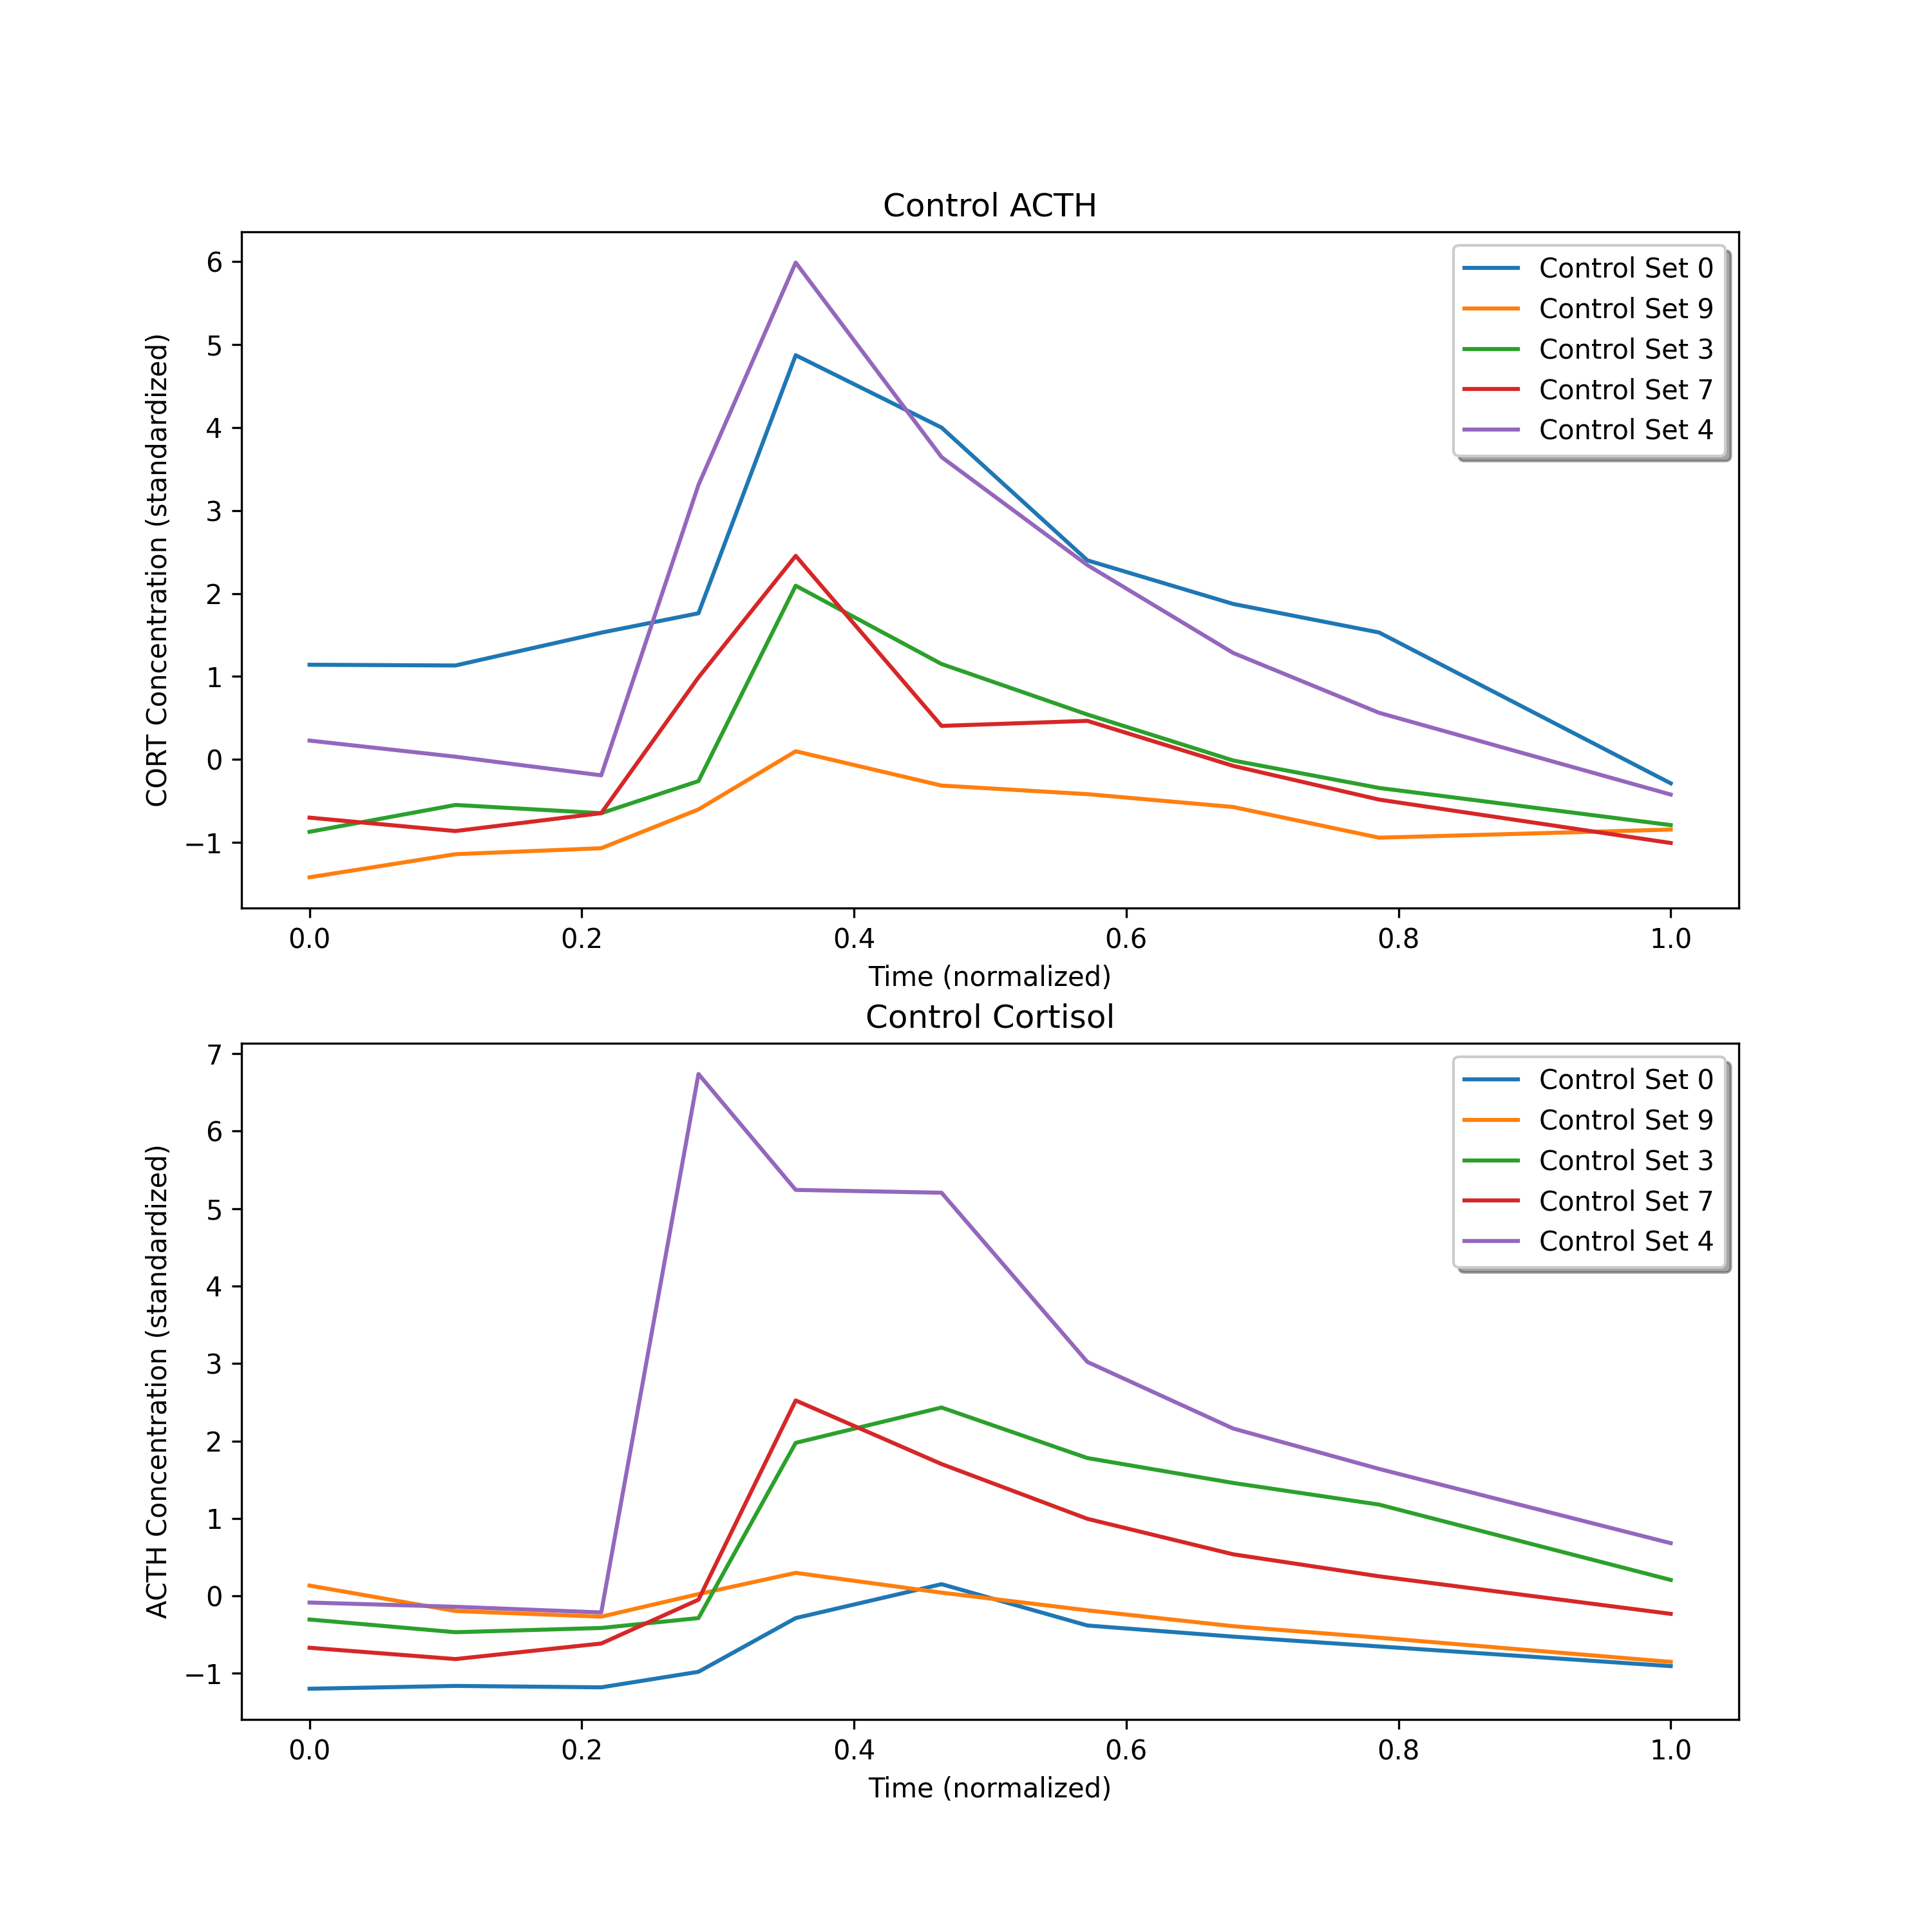 Control ACTH
6
5
4
3
2
1
0
−1
CORT Concentration (standardized)
Control Set 0
Control Set 9
Control Set 3
Control Set 7
Control Set 4
0.0 0.2 0.4 0.6 0.8 1.0
Time (normalized)
Control Cortisol
7
6
5
4
3
2
1
0
−1
ACTH Concentration (standardized)
Control Set 0
Control Set 9
Control Set 3
Control Set 7
Control Set 4
0.0 0.2 0.4 0.6 0.8 1.0
Time (normalized)